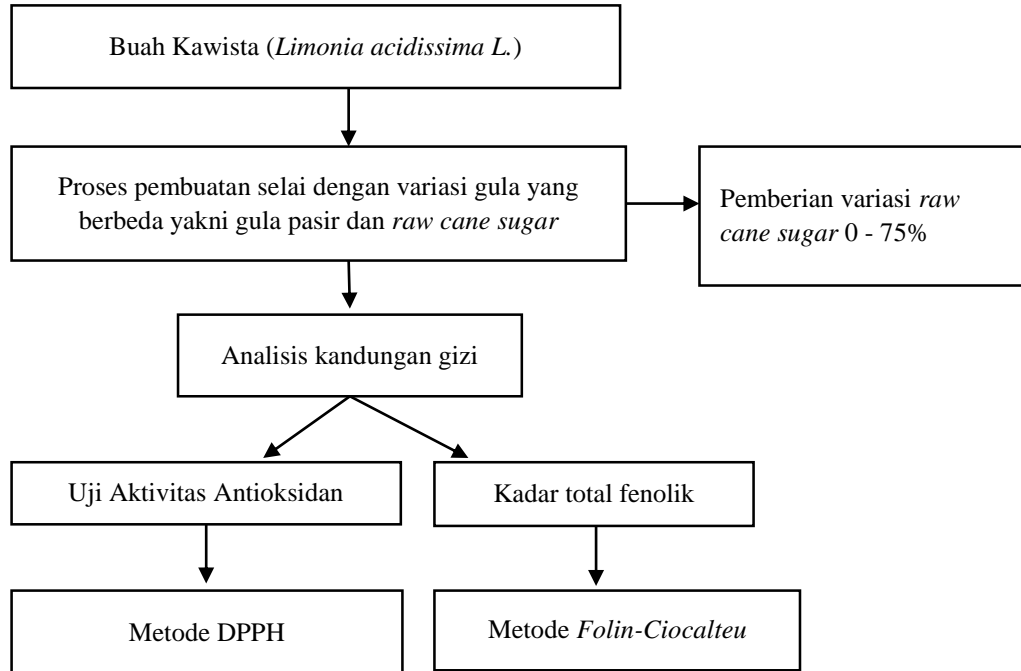 Buah Kawista (Limonia acidissima L.)
Proses pembuatan selai dengan variasi gula yang
berbeda yakni gula pasir dan raw cane sugar
Pemberian variasi raw
cane sugar 0 - 75%
Analisis kandungan gizi
Uji Aktivitas Antioksidan
Kadar total fenolik
Metode DPPH
Metode Folin-Ciocalteu